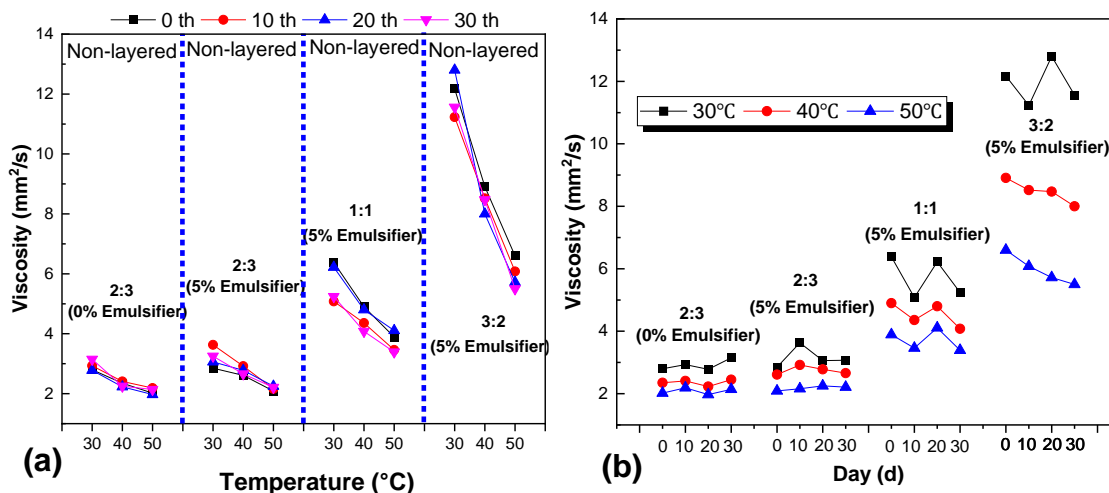 0 th 10 th 20 th 30 th
Non-layered Non-layered Non-layered Non-layered
14
12
10
8
6
4
2
Viscosity (mm²/s)
2:3
(0% Emulsifier)
2:3
(5% Emulsifier)
1:1
(5% Emulsifier)
3:2
(5% Emulsifier)
30 40 50 30 40 50 30 40 50 30 40 50
Temperature (°C)
(a)
14
12
10
8
6
4
2
Viscosity (mm²/s)
30℃ 40℃ 50℃
2:3
(0% Emulsifier)
2:3
(5% Emulsifier)
1:1
(5% Emulsifier)
3:2
(5% Emulsifier)
0 10 20 30 0 10 20 30 0 10 20 30 0 10 20 30
Day (d)
(b)